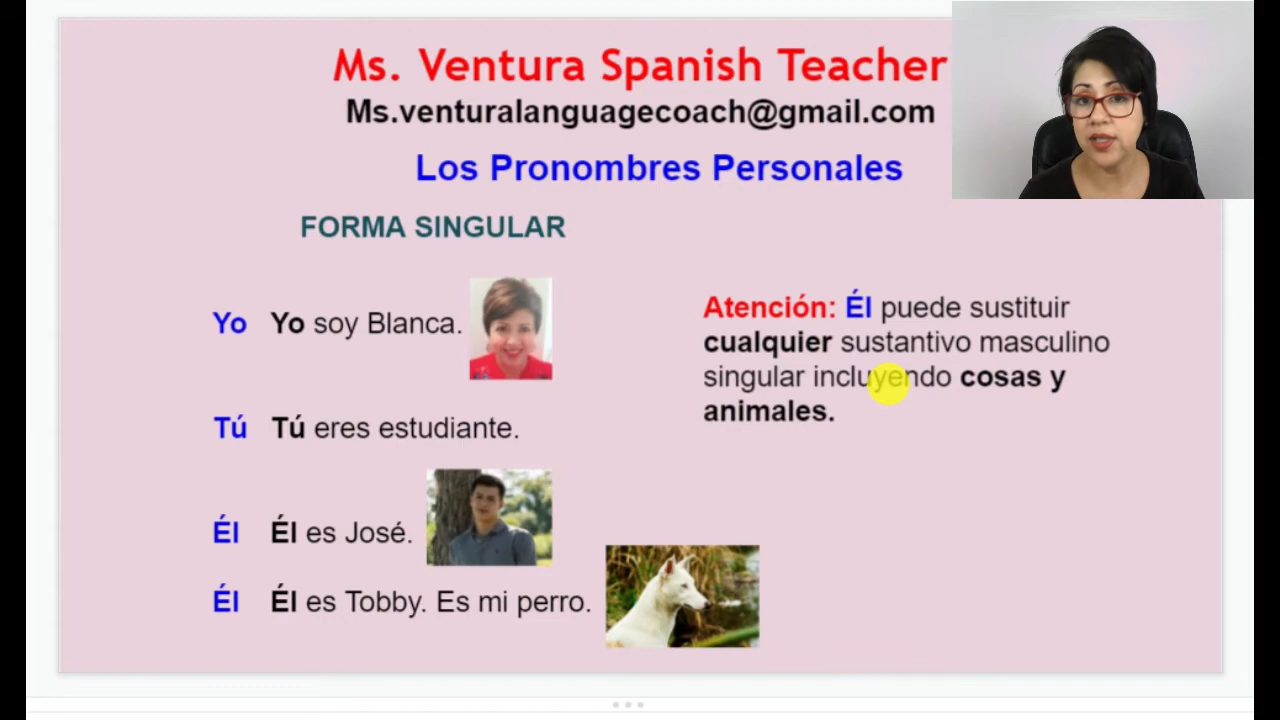 Ms. Ventura Spanish Teacher
Ms.venturalanguagecoach@gmail.com
Los Pronombres Personales
FORMA SINGULAR
Yo Yo soy Blanca.
Tú Tú eres estudiante.
Él Él es José.
Él Él es Tobby. Es mi perro.
Atención: Él puede sustituir
cualquier sustantivo masculino
singular incluyendo cosas y
animales.